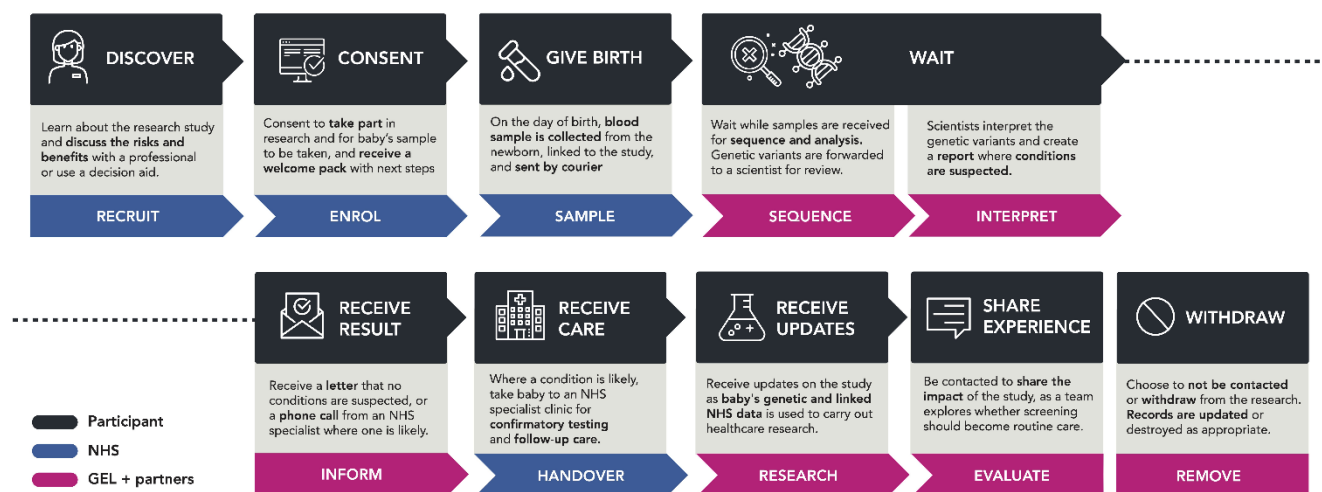 DISCOVER
Learn about the research study
and discuss the risks and
benefits with a professional
or use a decision aid.
RECRUIT
CONSENT
Consent to take part in
research and for baby's sample
to be taken, and receive a
welcome pack with next steps
ENROL
GIVE BIRTH
On the day of birth, blood
sample is collected from the
newborn, linked to the study,
and sent by courier
SAMPLE
WAIT
Wait while samples are received
for sequence and analysis.
Genetic variants are forwarded
to a scientist for review.
SEQUENCE
Scientists interpret the
genetic variants and create
a report where conditions
are suspected.
INTERPRET
RECEIVE
RESULT
Receive a letter that no
conditions are suspected, or
a phone call from an NHS
specialist where one is likely.
INFORM
RECEIVE
CARE
Where a condition is likely,
take baby to an NHS
specialist clinic for
confirmatory testing
and follow-up care.
HANDOVER
RECEIVE
UPDATES
Receive updates on the study
as baby's genetic and linked
NHS data is used to carry out
healthcare research.
RESEARCH
SHARE
EXPERIENCE
Be contacted to share the
impact of the study, as a team
explores whether screening
should become routine care.
EVALUATE
WITHDRAW
Choose to not be contacted
or withdraw from the research.
Records are updated or
destroyed as appropriate.
REMOVE
Participant
NHS
GEL + partners